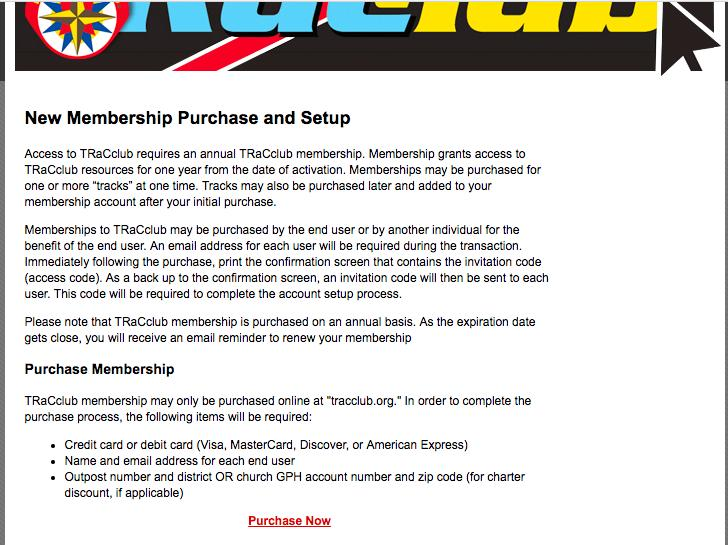 New Membership Purchase and Setup
Access to TRaCclub requires an annual TRaCclub membership. Membership grants access to
TRaCclub resources for one year from the date of activation. Memberships may be purchased for
one or more “tracks” at one time. Tracks may also be purchased later and added to your
membership account after your initial purchase.
Memberships to TRaCclub may be purchased by the end user or by another individual for the
benefit of the end user. An email address for each user will be required during the transaction.
Immediately following the purchase, print the confirmation screen that contains the invitation code
(access code). As a back up to the confirmation screen, an invitation code will then be sent to each
user. This code will be required to complete the account setup process.
Please note that TRaCclub membership is purchased on an annual basis. As the expiration date
gets close, you will receive an email reminder to renew your membership
Purchase Membership
TRaCclub membership may only be purchased online at "tracclub.org." In order to complete the
purchase process, the following items will be required:
• Credit card or debit card (Visa, MasterCard, Discover, or American Express)
• Name and email address for each end user
• Outpost number and district OR church GPH account number and zip code (for charter
discount, if applicable)
Purchase Now